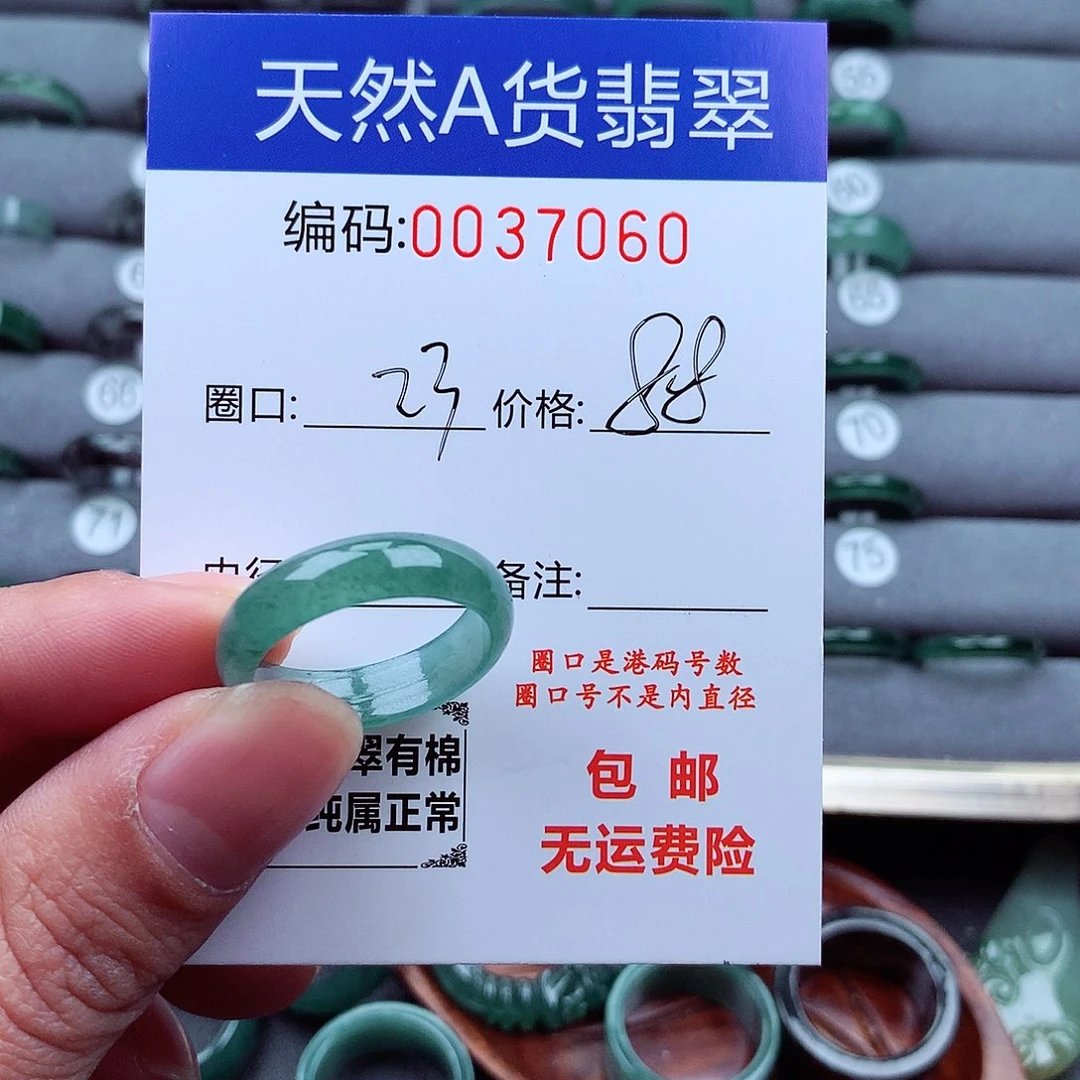 天然A货翡翠
编码:0037060
圈口: 23 价格: 88
内径 备注:
圈口是港码号数
圈口号不是内直径
翠有棉
纯属正常
包邮
无运费险
55
60
65
66
70
71
75